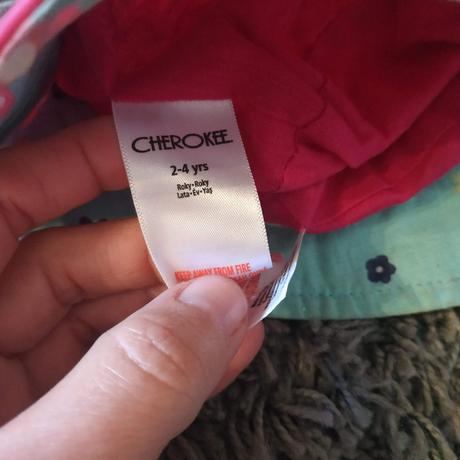 CHEROKEE
2-4 yrs
Roky•Roky
Lata•Ev•Yaş
KEEP AWAY FROM FIRE